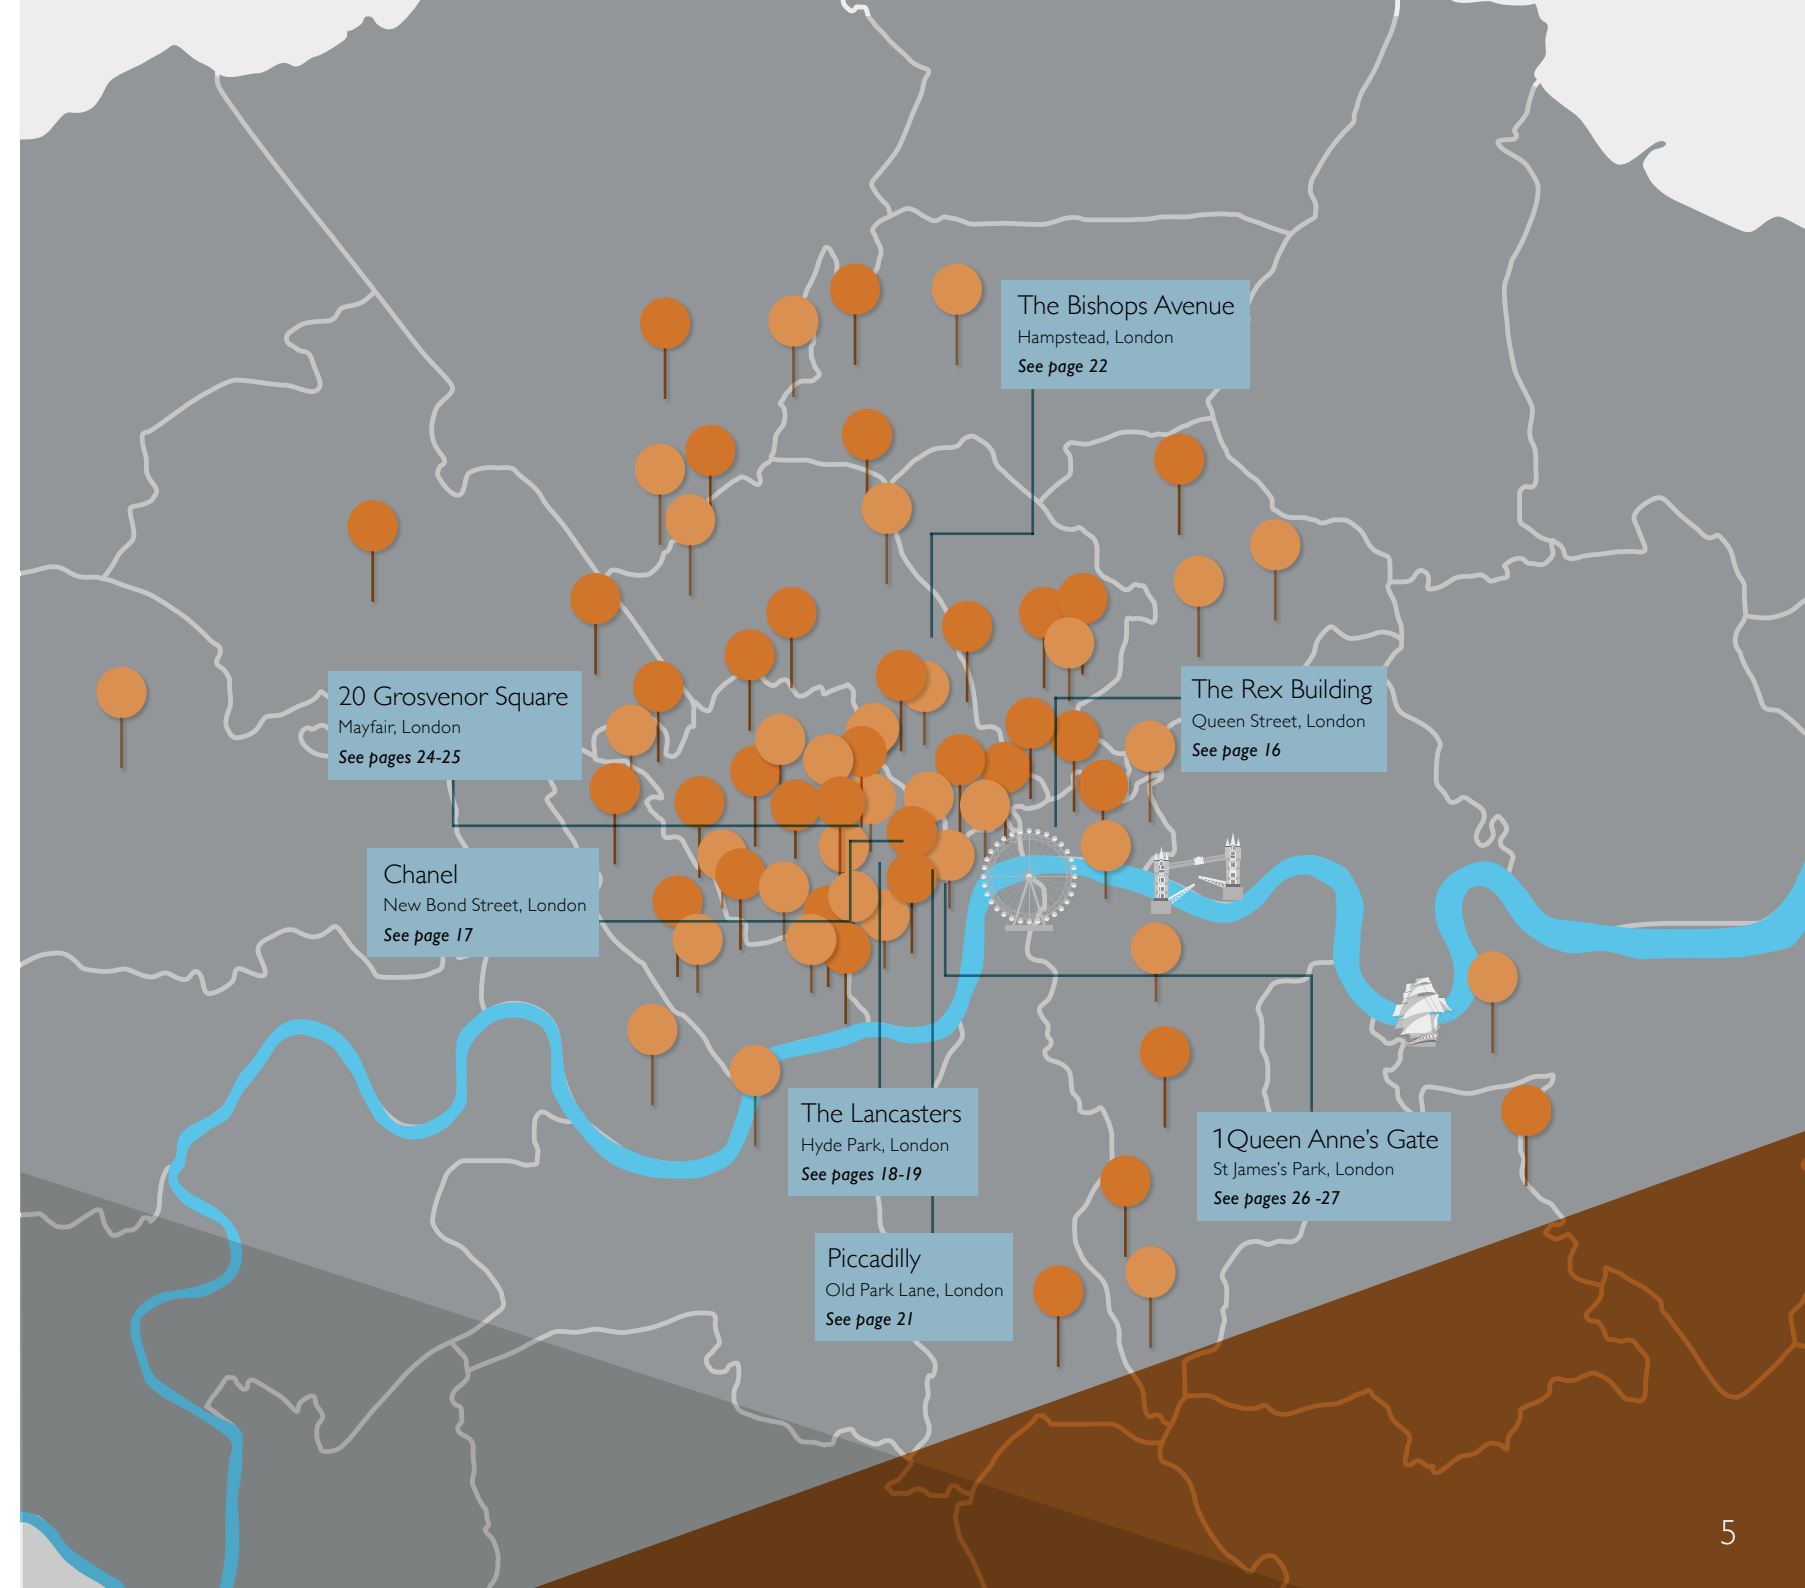 The Bishops Avenue
Hampstead, London
See page 22
20 Grosvenor Square
Mayfair, London
See pages 24-25
The Rex Building
Queen Street, London
See page 16
Chanel
New Bond Street, London
See page 17
The Lancasters
Hyde Park, London
See pages 18-19
1Queen Anne's Gate
St James's Park, London
See pages 26 -27
Piccadilly
Old Park Lane, London
See page 21
5